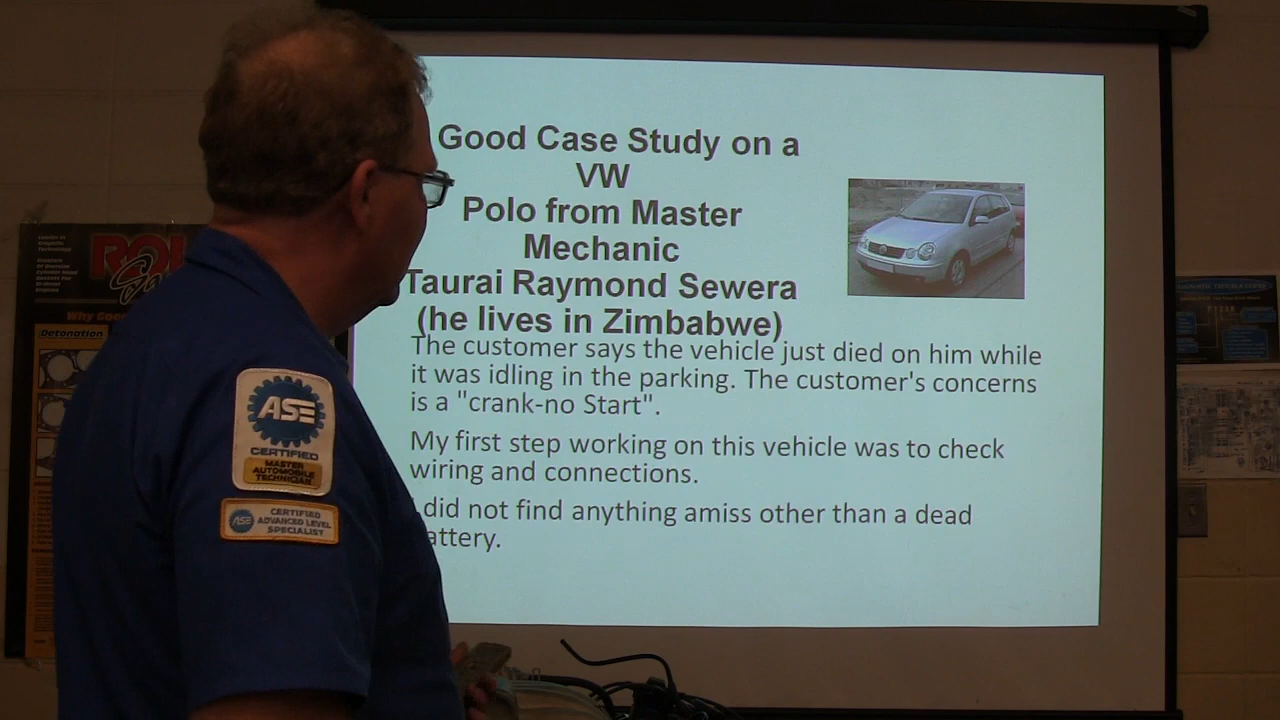 Good Case Study on a
VW
Polo from Master
Mechanic
Taurai Raymond Sewera
(he lives in Zimbabwe)
The customer says the vehicle just died on him while
it was idling in the parking. The customer's concerns
is a "crank-no Start".
My first step working on this vehicle was to check
wiring and connections.
did not find anything amiss other than a dead
attery.
ASE
CERTIFIED
MASTER
AUTOMOBILE
TECHNICIAN
ASE
CERTIFIED
ADVANCED LEVEL
SPECIALIST
Detonation